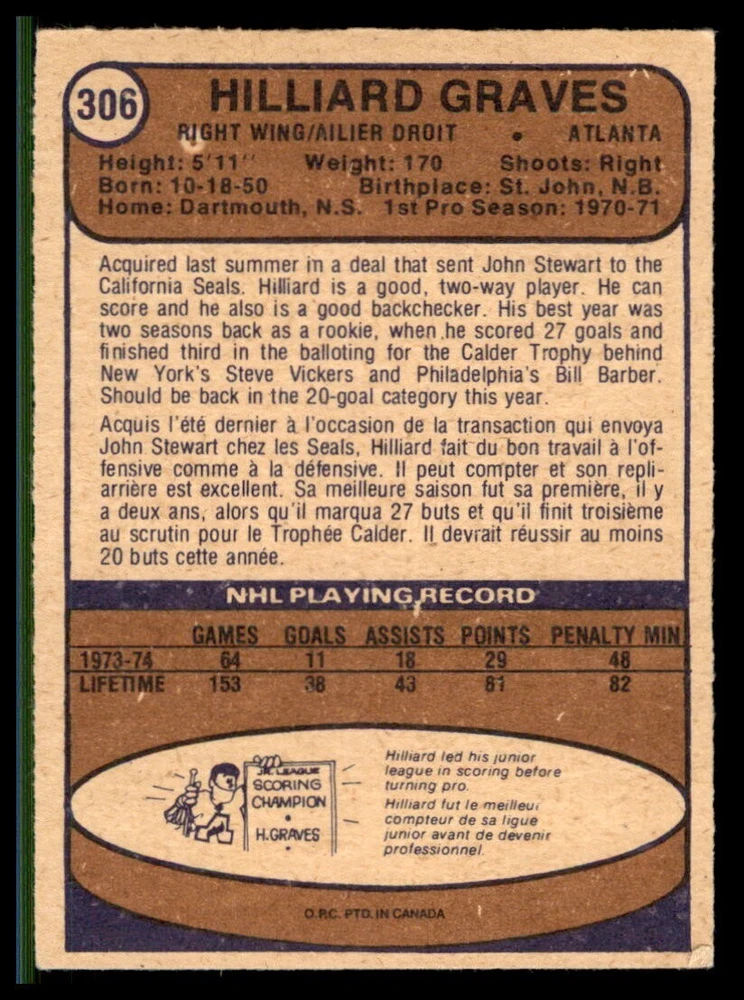 306
HILLIARD GRAVES
RIGHT WING/AILIER DROIT • ATLANTA
Height: 5'11" Weight: 170 Shoots: Right
Born: 10-18-50 Birthplace: St. John, N.B.
Home: Dartmouth, N.S. 1st Pro Season: 1970-71
Acquired last summer in a deal that sent John Stewart to the
California Seals. Hilliard is a good, two-way player. He can
score and he also is a good backchecker. His best year was
two seasons back as a rookie, when he scored 27 goals and
finished third in the balloting for the Calder Trophy behind
New York's Steve Vickers and Philadelphia's Bill Barber.
Should be back in the 20-goal category this year.
Acquis l'été dernier à l'occasion de la transaction qui envoya
John Stewart chez les Seals, Hilliard fait du bon travail à l'of-
fensive comme à la défensive. Il peut compter et son repli-
arrière est excellent. Sa meilleure saison fut sa première, il y
a deux ans, alors qu'il marqua 27 buts et qu'il finit troisième
au scrutin pour le Trophée Calder. Il devrait réussir au moins
20 buts cette année.
NHL PLAYING RECORD
GAMES GOALS ASSISTS POINTS PENALTY MIN.
1973-74 64 11 18 29 48
LIFETIME 153 38 43 81 82
JR. LEAGUE
SCORING
CHAMPION
•
H. GRAVES
•
Hilliard led his junior
league in scoring before
turning pro.
Hilliard fut le meilleur
compteur de sa ligue
junior avant de devenir
professionnel.
O.P.C. PTD. IN CANADA